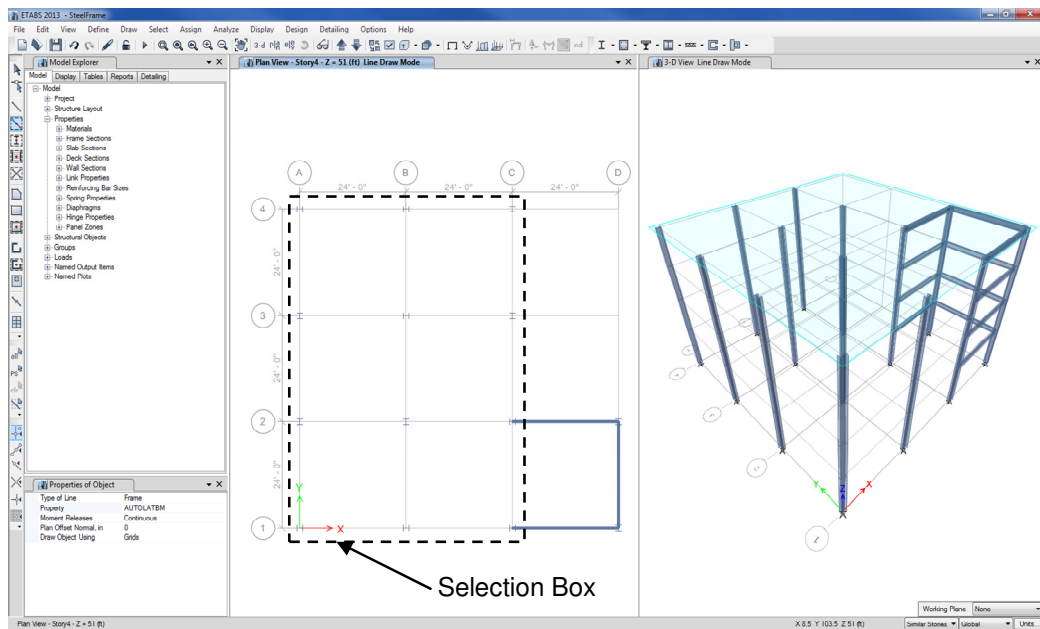 ETABS 2013 - SteelFrame
File Edit View Define Draw Select Assign Analyze Display Design Detailing Options Help
3-d
nd
Model Explorer
Model Display Tables Reports Detailing
Model
Project
Structure Layout
Properties
Materials
Frame Sections
Slab Sections
Deck Sections
Wall Sections
Link Properties
Reinforcing Bar Sizes
Spring Properties
Diaphragms
Hinge Properties
Panel Zones
Structural Objects
Groups
Loads
Named Output Items
Named Plots
all
PS
Properties of Object
Type of Line Frame
Property AUTOLATBM
Moment Releases Continuous
Plan Offset Normal, in 0
Draw Object Using Grids
Plan View - Story4 - Z = 51 (ft) Line Draw Mode
A B C D
24' - 0" 24' - 0" 24' - 0"
4
24' - 0"
3
24' - 0"
2
24' - 0"
Y
1
X
Selection Box
3-D View Line Draw Mode
Y Z X
Working Plane None
Plan View - Story4 - Z = 51 (ft)
X 8.5 Y 103.5 Z 51 (ft)
Similar Stories Global Units...